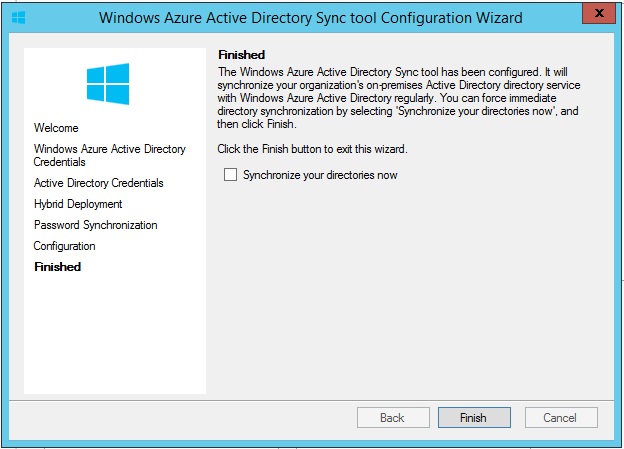 Windows Azure Active Directory Sync tool Configuration Wizard
x
Welcome
Windows Azure Active Directory
Credentials
Active Directory Credentials
Hybrid Deployment
Password Synchronization
Configuration
Finished
Finished
The Windows Azure Active Directory Sync tool has been configured. It will
synchronize your organization's on-premises Active Directory directory service
with Windows Azure Active Directory regularly. You can force immediate
directory synchronization by selecting 'Synchronize your directories now', and
then click Finish.
Click the Finish button to exit this wizard.
Synchronize your directories now
Back
Finish
Cancel